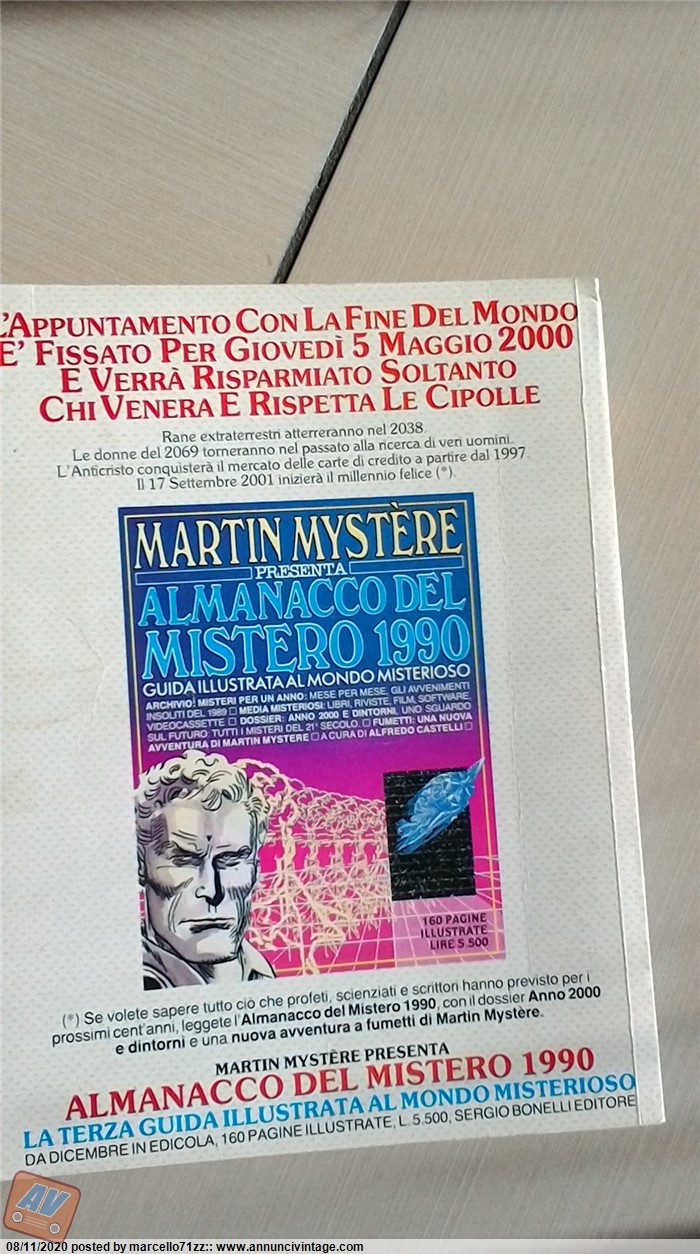 L'APPUNTAMENTO CON LA FINE DEL MONDO
E' FISSATO PER GIOVEDÌ 5 MAGGIO 2000
E VERRÀ RISPARMIATO SOLTANTO
CHI VENERA E RISPETTA LE CIPOLLE
Rane extraterrestri atterreranno nel 2038.
Le donne del 2069 torneranno nel passato alla ricerca di veri uomini.
L'Anticristo conquisterà il mercato delle carte di credito a partire dal 1997.
Il 17 Settembre 2001 inizierà il millennio felice (*).
MARTIN MYSTÈRE
PRESENTA
ALMANACCO DEL
MISTERO 1990
GUIDA ILLUSTRATA AL MONDO MISTERIOSO
ARCHIVIO! MISTERI PER UN ANNO: MESE PER MESE, GLI AVVENIMENTI
INSOLITI DEL 1989 □ MEDIA MISTERIOSI: LIBRI, RIVISTE, FILM, SOFTWARE,
VIDEOCASSETTE □ DOSSIER: ANNO 2000 E DINTORNI, UNO SGUARDO
SUL FUTURO: TUTTI I MISTERI DEL 21° SECOLO. □ FUMETTI: UNA NUOVA
AVVENTURA DI MARTIN MYSTERE □ A CURA DI ALFREDO CASTELLI □
160 PAGINE
ILLUSTRATE
LIRE 5.500
(*) Se volete sapere tutto ciò che profeti, scienziati e scrittori hanno previsto per i
prossimi cent'anni, leggete l'Almanacco del Mistero 1990, con il dossier Anno 2000
e dintorni e una nuova avventura a fumetti di Martin Mystère.
MARTIN MYSTÈRE PRESENTA
ALMANACCO DEL MISTERO 1990
LA TERZA GUIDA ILLUSTRATA AL MONDO MISTERIOSO
DA DICEMBRE IN EDICOLA, 160 PAGINE ILLUSTRATE, L. 5.500, SERGIO BONELLI EDITORE
AV
08/11/2020 posted by marcello71zz:: www.annuncivintage.com